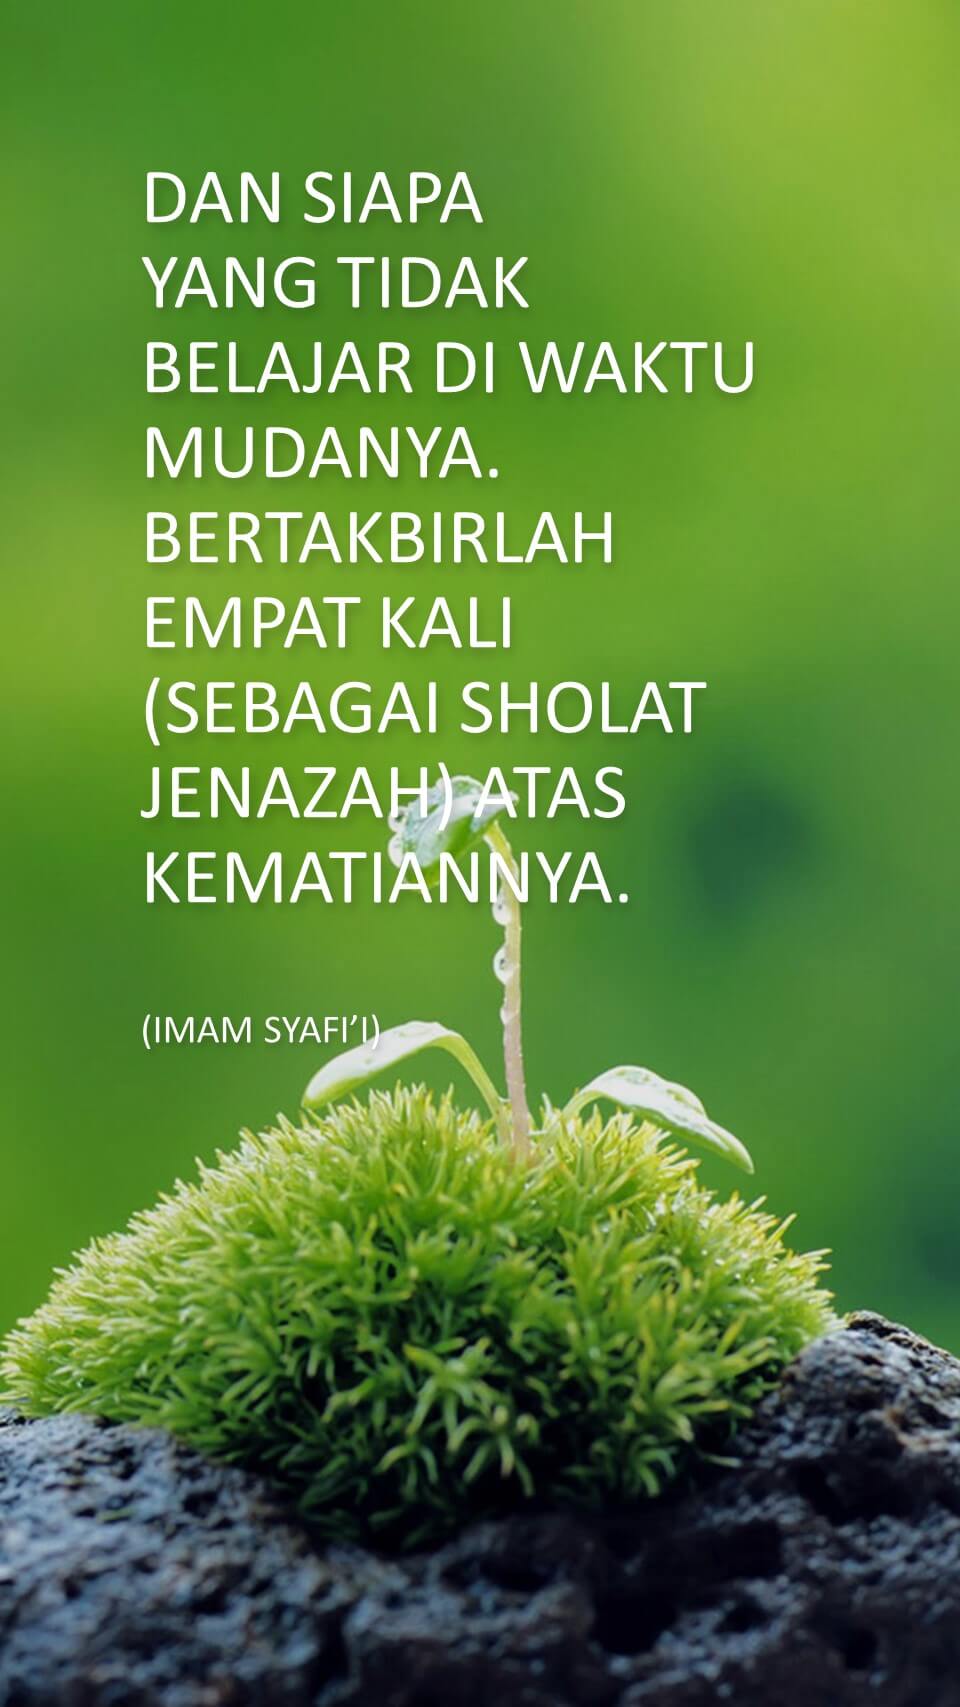 DAN SIAPA
YANG TIDAK
BELAJAR DI WAKTU
MUDANYA.
BERTAKBIRLAH
EMPAT KALI
(SEBAGAI SHOLAT
JENAZAH) ATAS
KEMATIANNYA.
(IMAM SYAFI’I)